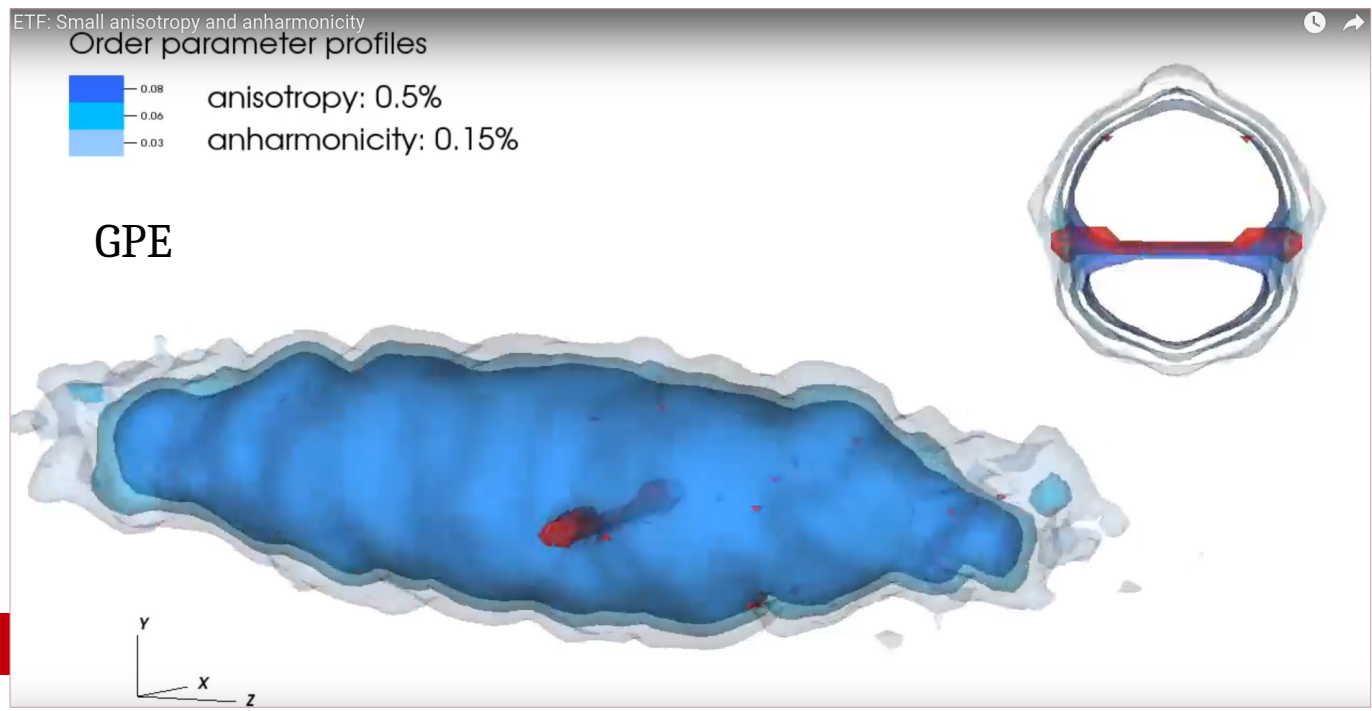 ETF: Small anisotropy and anharmonicity
Order parameter profiles
0.08
0.06
0.03
anisotropy: 0.5%
anharmonicity: 0.15%
GPE
Y
X
Z